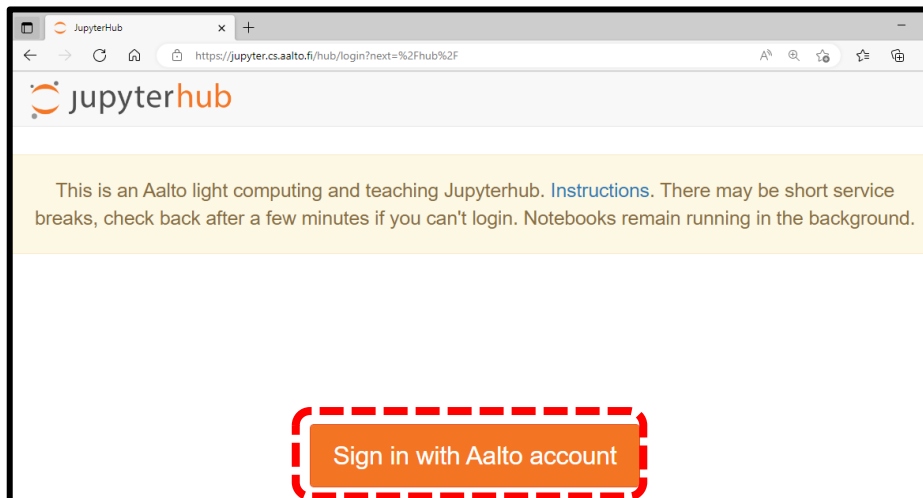 JupyterHub
https://jupyter.cs.aalto.fi/hub/login?next=%2Fhub%2F
jupyterhub
This is an Aalto light computing and teaching Jupyterhub. Instructions. There may be short service
breaks, check back after a few minutes if you can't login. Notebooks remain running in the background.
Sign in with Aalto account